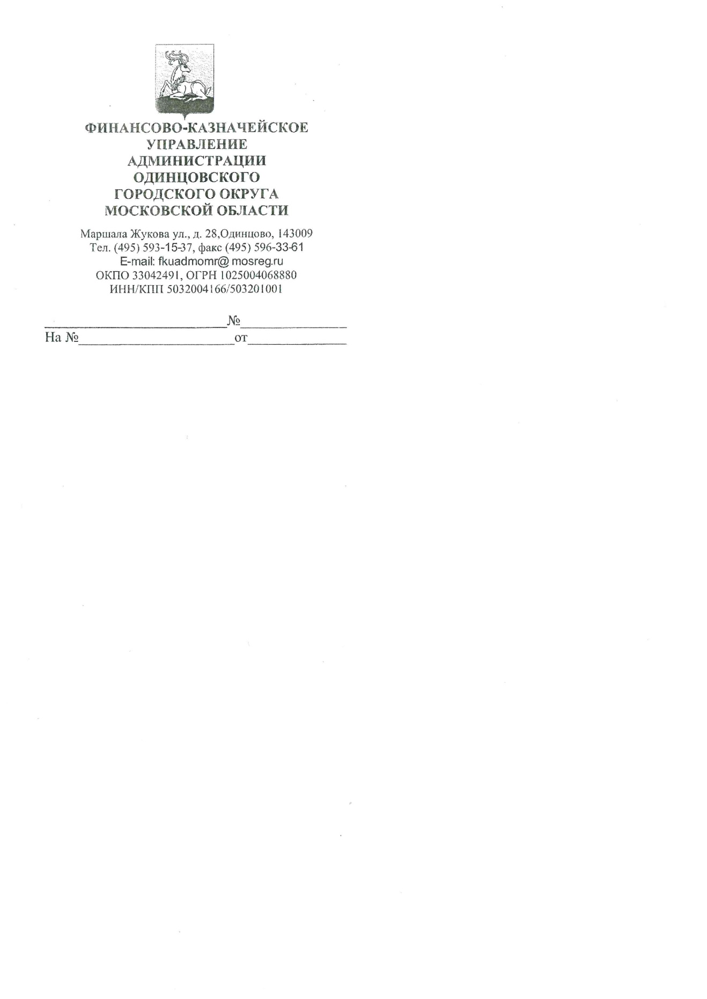 ФИНАНСОВО-КАЗНАЧЕЙСКОЕ
УПРАВЛЕНИЕ
АДМИНИСТРАЦИИ
ОДИНЦОВСКОГО
ГОРОДСКОГО ОКРУГА
МОСКОВСКОЙ ОБЛАСТИ
Маршала Жукова ул., д. 28,Одинцово, 143009
Тел. (495) 593-15-37, факс (495) 596-33-61
E-mail: fkuadmomr@ mosreg.ru
ОКПО 33042491, ОГРН 1025004068880
ИНН/КПП 5032004166/503201001
№
На № от